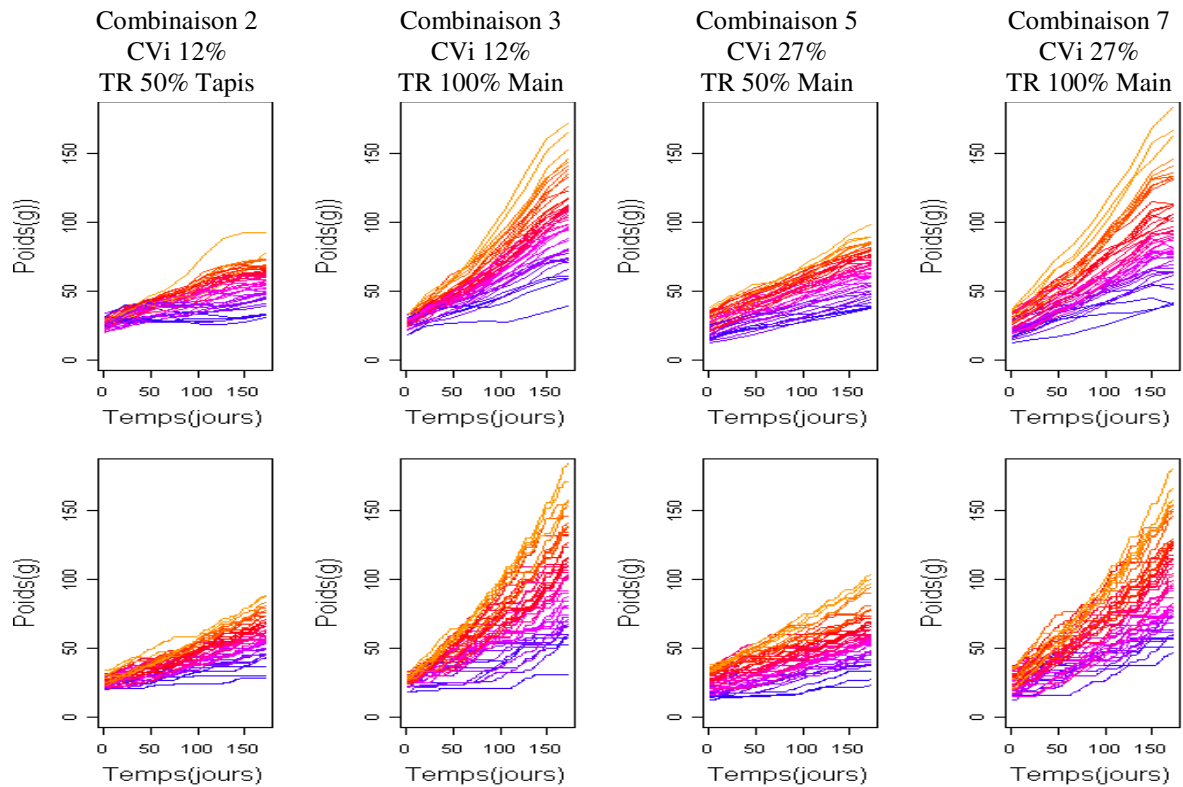 Combinaison 2
CVi 12%
TR 50% Tapis
Combinaison 3
CVi 12%
TR 100% Main
Combinaison 5
CVi 27%
TR 50% Main
Combinaison 7
CVi 27%
TR 100% Main
Poids(g))
0 50 100 150
0 50 100 150
Temps(jours)
Poids(g))
0 50 100 150
0 50 100 150
Temps(jours)
Poids(g))
0 50 100 150
0 50 100 150
Temps(jours)
Poids(g))
0 50 100 150
0 50 100 150
Temps(jours)
Poids(g)
0 50 100 150
0 50 100 150
Temps(jours)
Poids(g)
0 50 100 150
0 50 100 150
Temps(jours)
Poids(g)
0 50 100 150
0 50 100 150
Temps(jours)
Poids(g)
0 50 100 150
0 50 100 150
Temps(jours)